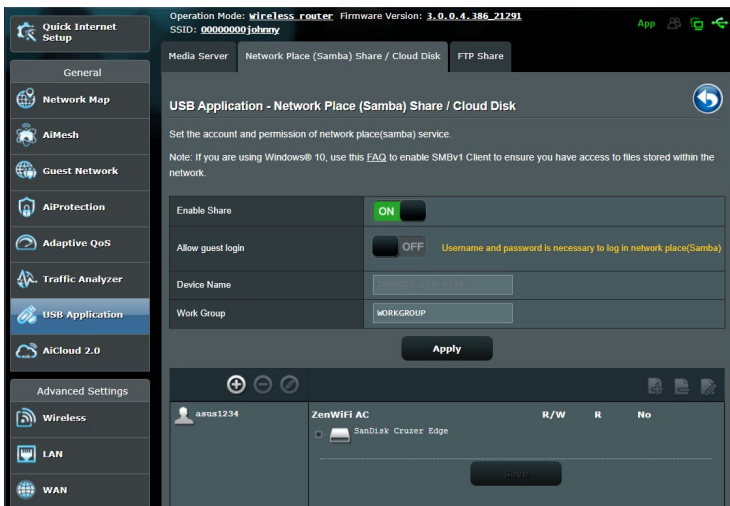 Quick Internet
Setup
Operation Mode: Wireless router Firmware Version: 3.0.0.4.386_21291
SSID: 00000000johnny
App
General
Network Map
AiMesh
Guest Network
AiProtection
Adaptive QoS
Traffic Analyzer
USB Application
AiCloud 2.0
Advanced Settings
Wireless
LAN
WAN
Media Server
Network Place (Samba) Share / Cloud Disk
FTP Share
USB Application - Network Place (Samba) Share / Cloud Disk
Set the account and permission of network place(samba) service.
Note: If you are using Windows® 10, use this FAQ to enable SMBv1 Client to ensure you have access to files stored within the
network.
Enable Share
ON
Allow guest login
OFF
Username and password is necessary to log in network place(Samba)
Device Name
Work Group
WORKGROUP
Apply
asus1234
ZenWiFi AC
R/W
R
No
SanDisk Cruzer Edge
Save